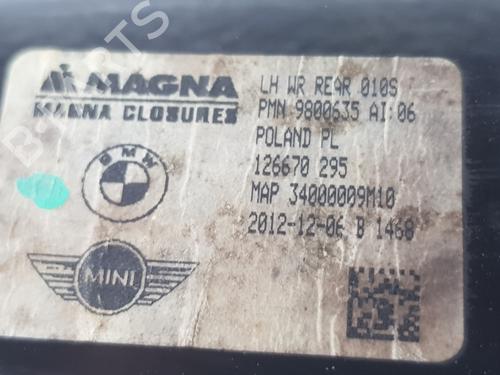 MAGNA
MAGNA CLOSURES
BMW
MINI
LH WR REAR 010S
PMN 9800635 AI:06
POLAND PL
126670 295
MAP 34000009M10
2012-12-06 B 1468
PARTS